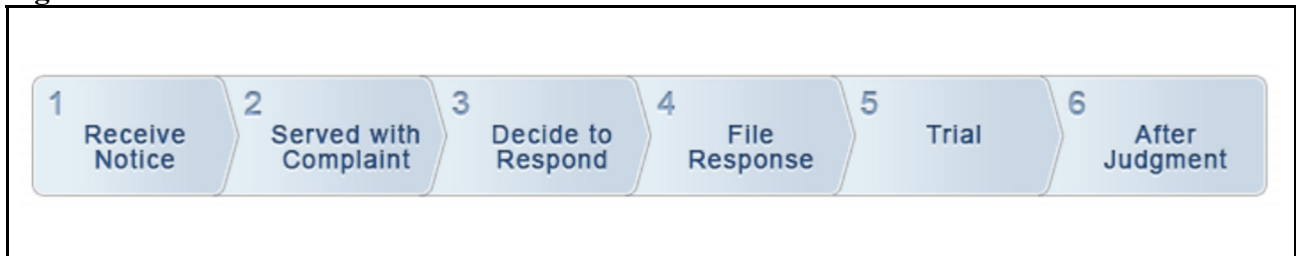 1
Receive
Notice
2
Served with
Complaint
3
Decide to
Respond
4
File
Response
5
Trial
6
After
Judgment